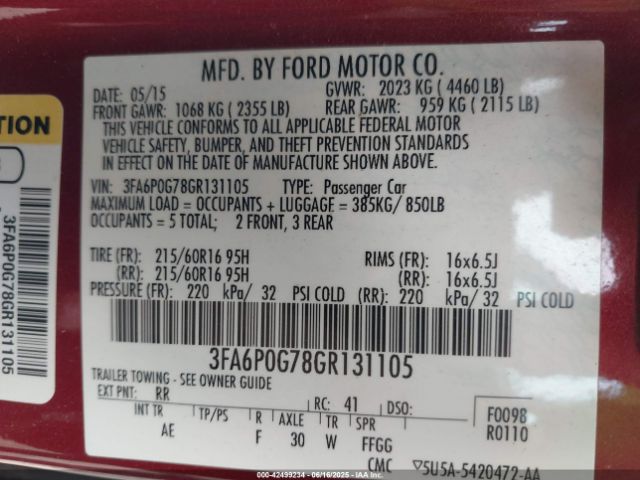 MFD. BY FORD MOTOR CO.
DATE: 05/15 GVWR: 2023 KG ( 4460 LB)
FRONT GAWR: 1068 KG ( 2355 LB) REAR GAWR: 959 KG ( 2115 LB)
THIS VEHICLE CONFORMS TO ALL APPLICABLE FEDERAL MOTOR
VEHICLE SAFETY, BUMPER, AND THEFT PREVENTION STANDARDS
IN EFFECT ON THE DATE OF MANUFACTURE SHOWN ABOVE.
VIN: 3FA6P0G78GR131105 TYPE: Passenger Car
MAXIMUM LOAD = OCCUPANTS + LUGGAGE = 385KG/ 850LB
OCCUPANTS = 5 TOTAL; 2 FRONT, 3 REAR
TIRE (FR): 215/60R16 95H RIMS (FR): 16x6.5J
(RR): 215/60R16 95H (RR): 16x6.5J
PRESSURE (FR): 220 kPa/ 32 PSI COLD (RR): 220 kPa/ 32 PSI COLD
3FA6P0G78GR131105
TRAILER TOWING - SEE OWNER GUIDE
EXT PNT: RR RC: 41 DSO:
INT TR TP/PS R AXLE TR SPR
AE F 30 W FFGG
F0098
R0110
CMC ▽5U5A-5420472-AA
TION
3FA6P0G78GR131105
000-42499234 - 06/16/2025 - IAAI.com